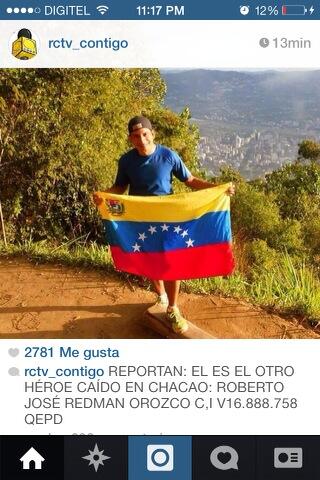 DIGITEL 11:17 PM 12%
rctv_contigo 13min
2781 Me gusta
rctv_contigo REPORTAN: EL ES EL OTRO
HÉROE CAÍDO EN CHACAO: ROBERTO
JOSÉ REDMAN OROZCO C,I V16.888.758
QEPD